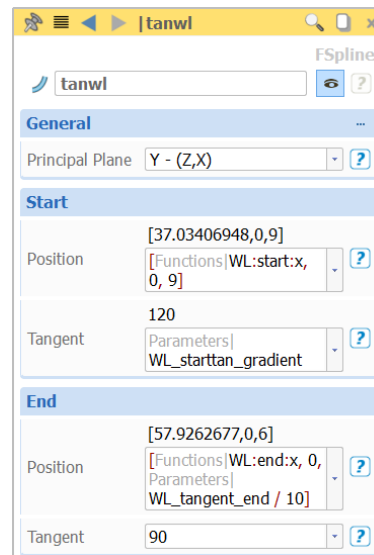 |tanwl
FSpline
tanwl
?
General ...
Principal Plane Y - (Z,X) ?
Start
[37.03406948,0,9]
Position [Functions|WL:start:x, ?
0, 9]
120
Tangent Parameters| ?
WL_starttan_gradient
End
[57.9262677,0,6]
[Functions|WL:end:x, 0,
Position Parameters| ?
WL_tangent_end / 10]
Tangent 90 ?